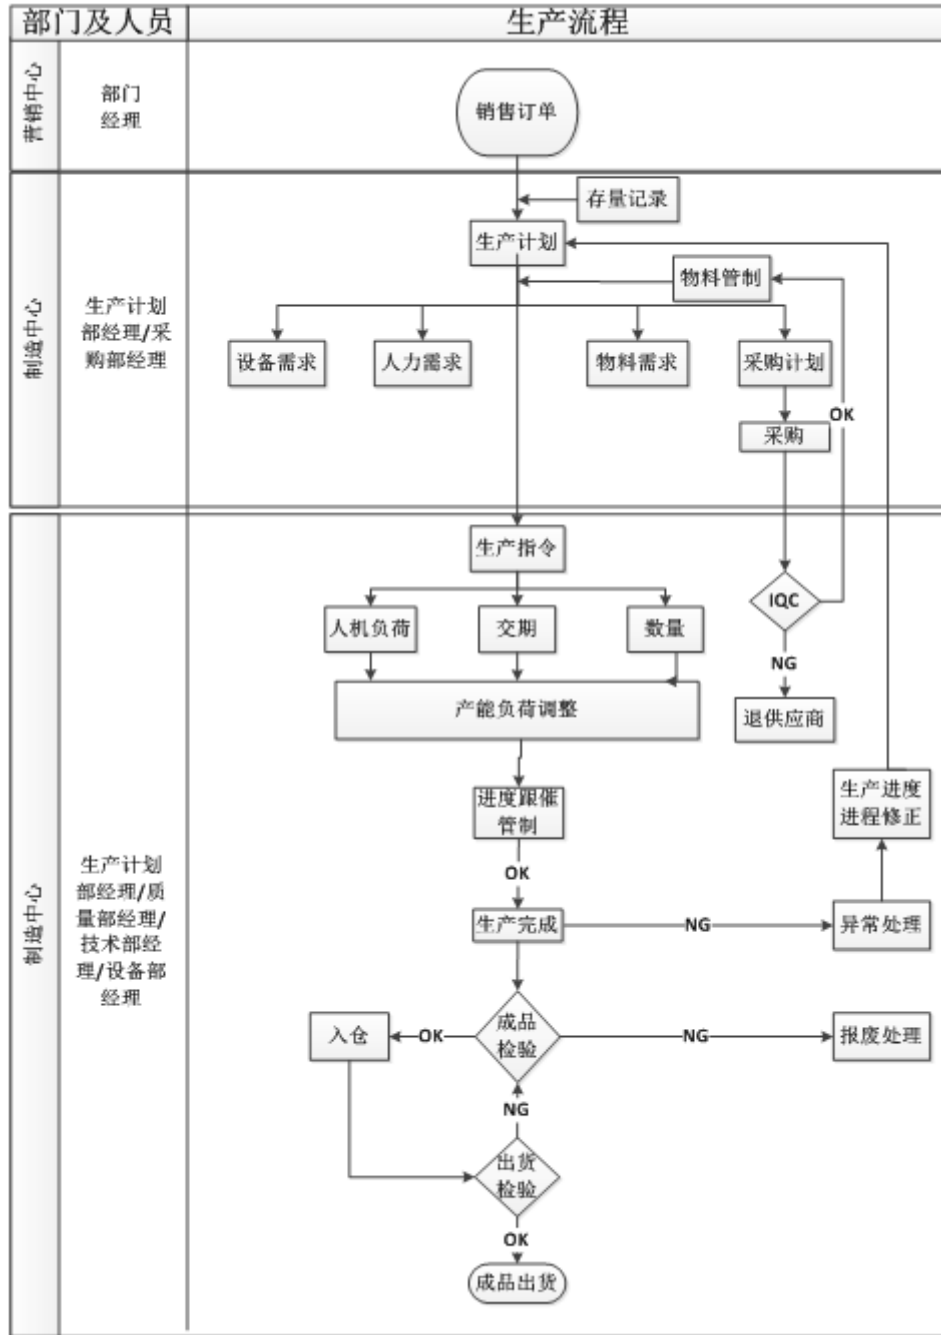 部门及人员
生产流程
营销中心
部门
经理
销售订单
制造中心
生产计划
部经理/采
购部经理
存量记录
生产计划
物料管制
设备需求
人力需求
物料需求
采购计划
OK
采购
制造中心
生产计划
部经理/质
量部经理/
技术部经
理/设备部
经理
生产指令
IQC
人机负荷
交期
数量
NG
产能负荷调整
退供应商
进度跟催
管制
生产进度
进程修正
OK
生产完成
NG
异常处理
入仓
OK
成品
检验
NG
报废处理
NG
出货
检验
OK
成品出货